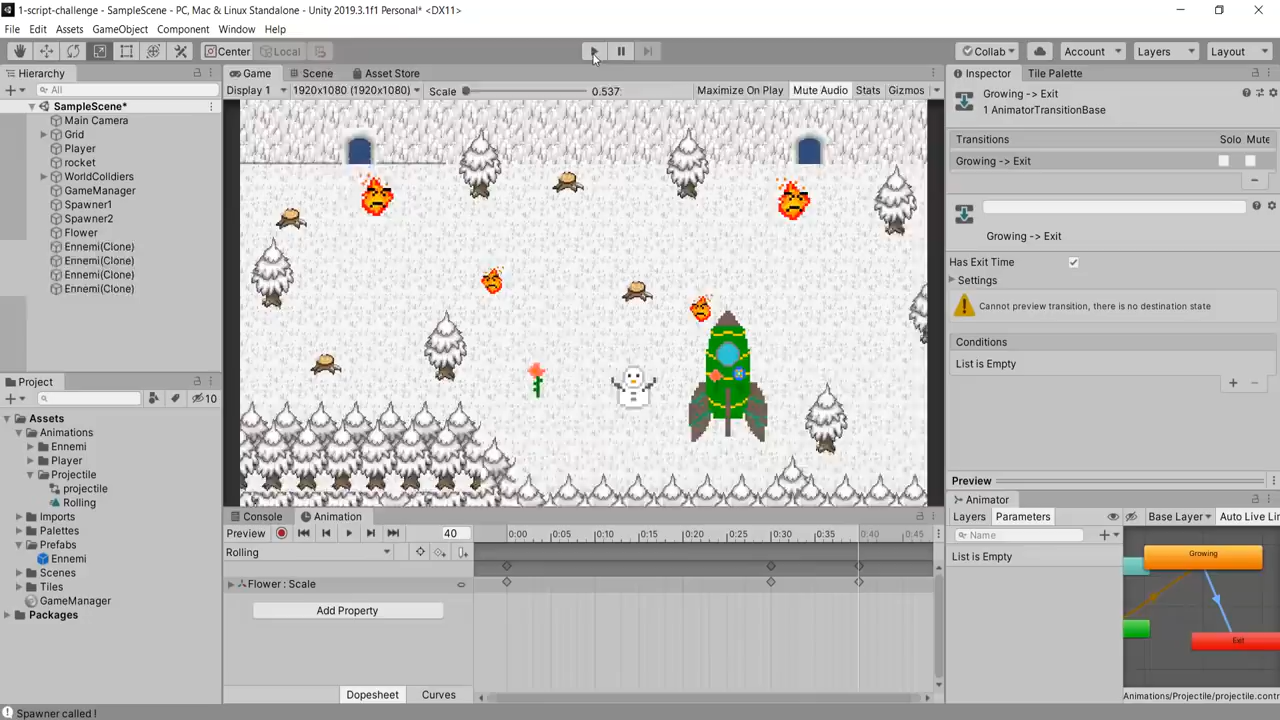 1-script-challenge - SampleScene - PC, Mac & Linux Standalone - Unity 2019.3.1f1 Personal* <DX11>
File Edit Assets GameObject Component Window Help
Center Local Collab Account Layers Layout
Hierarchy Game Scene Asset Store Inspector Tile Palette
All Display 1 1920x1080 (1920x1080) Scale 0.537 Maximize On Play Mute Audio Stats Gizmos
SampleScene*
Main Camera
Grid
Player
rocket
WorldColidiers
GameManager
Spawner1
Spawner2
Flower
Ennemi(Clone)
Ennemi(Clone)
Ennemi(Clone)
Ennemi(Clone)
Growing -> Exit
1 AnimatorTransitionBase
Transitions Solo Mute
Growing -> Exit
Growing -> Exit
Has Exit Time
Settings
Cannot preview transition, there is no destination state
Conditions
List is Empty
Project
10
Assets
Animations
Ennemi
Player
Projectile
projectile
Rolling
Imports
Palettes
Prefabs
Ennemi
Scenes
Tiles
GameManager
Packages
Console Animation
Preview 40 0:00 0:05 0:10 0:15 0:20 0:25 0:30 0:35 0:40 0:45
Rolling
Flower : Scale
Add Property
Dopesheet Curves
Preview
Animator
Layers Parameters Base Layer Auto Live Lin
Name
List is Empty
Growing
Exit
Animations/Projectile/projectile.contr
Spawner called !